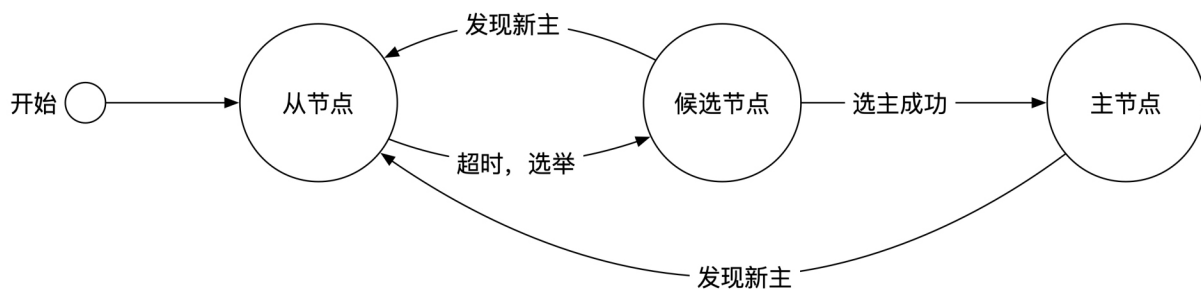 发现新主
开始
从节点
候选节点
选主成功
主节点
超时，选举
发现新主